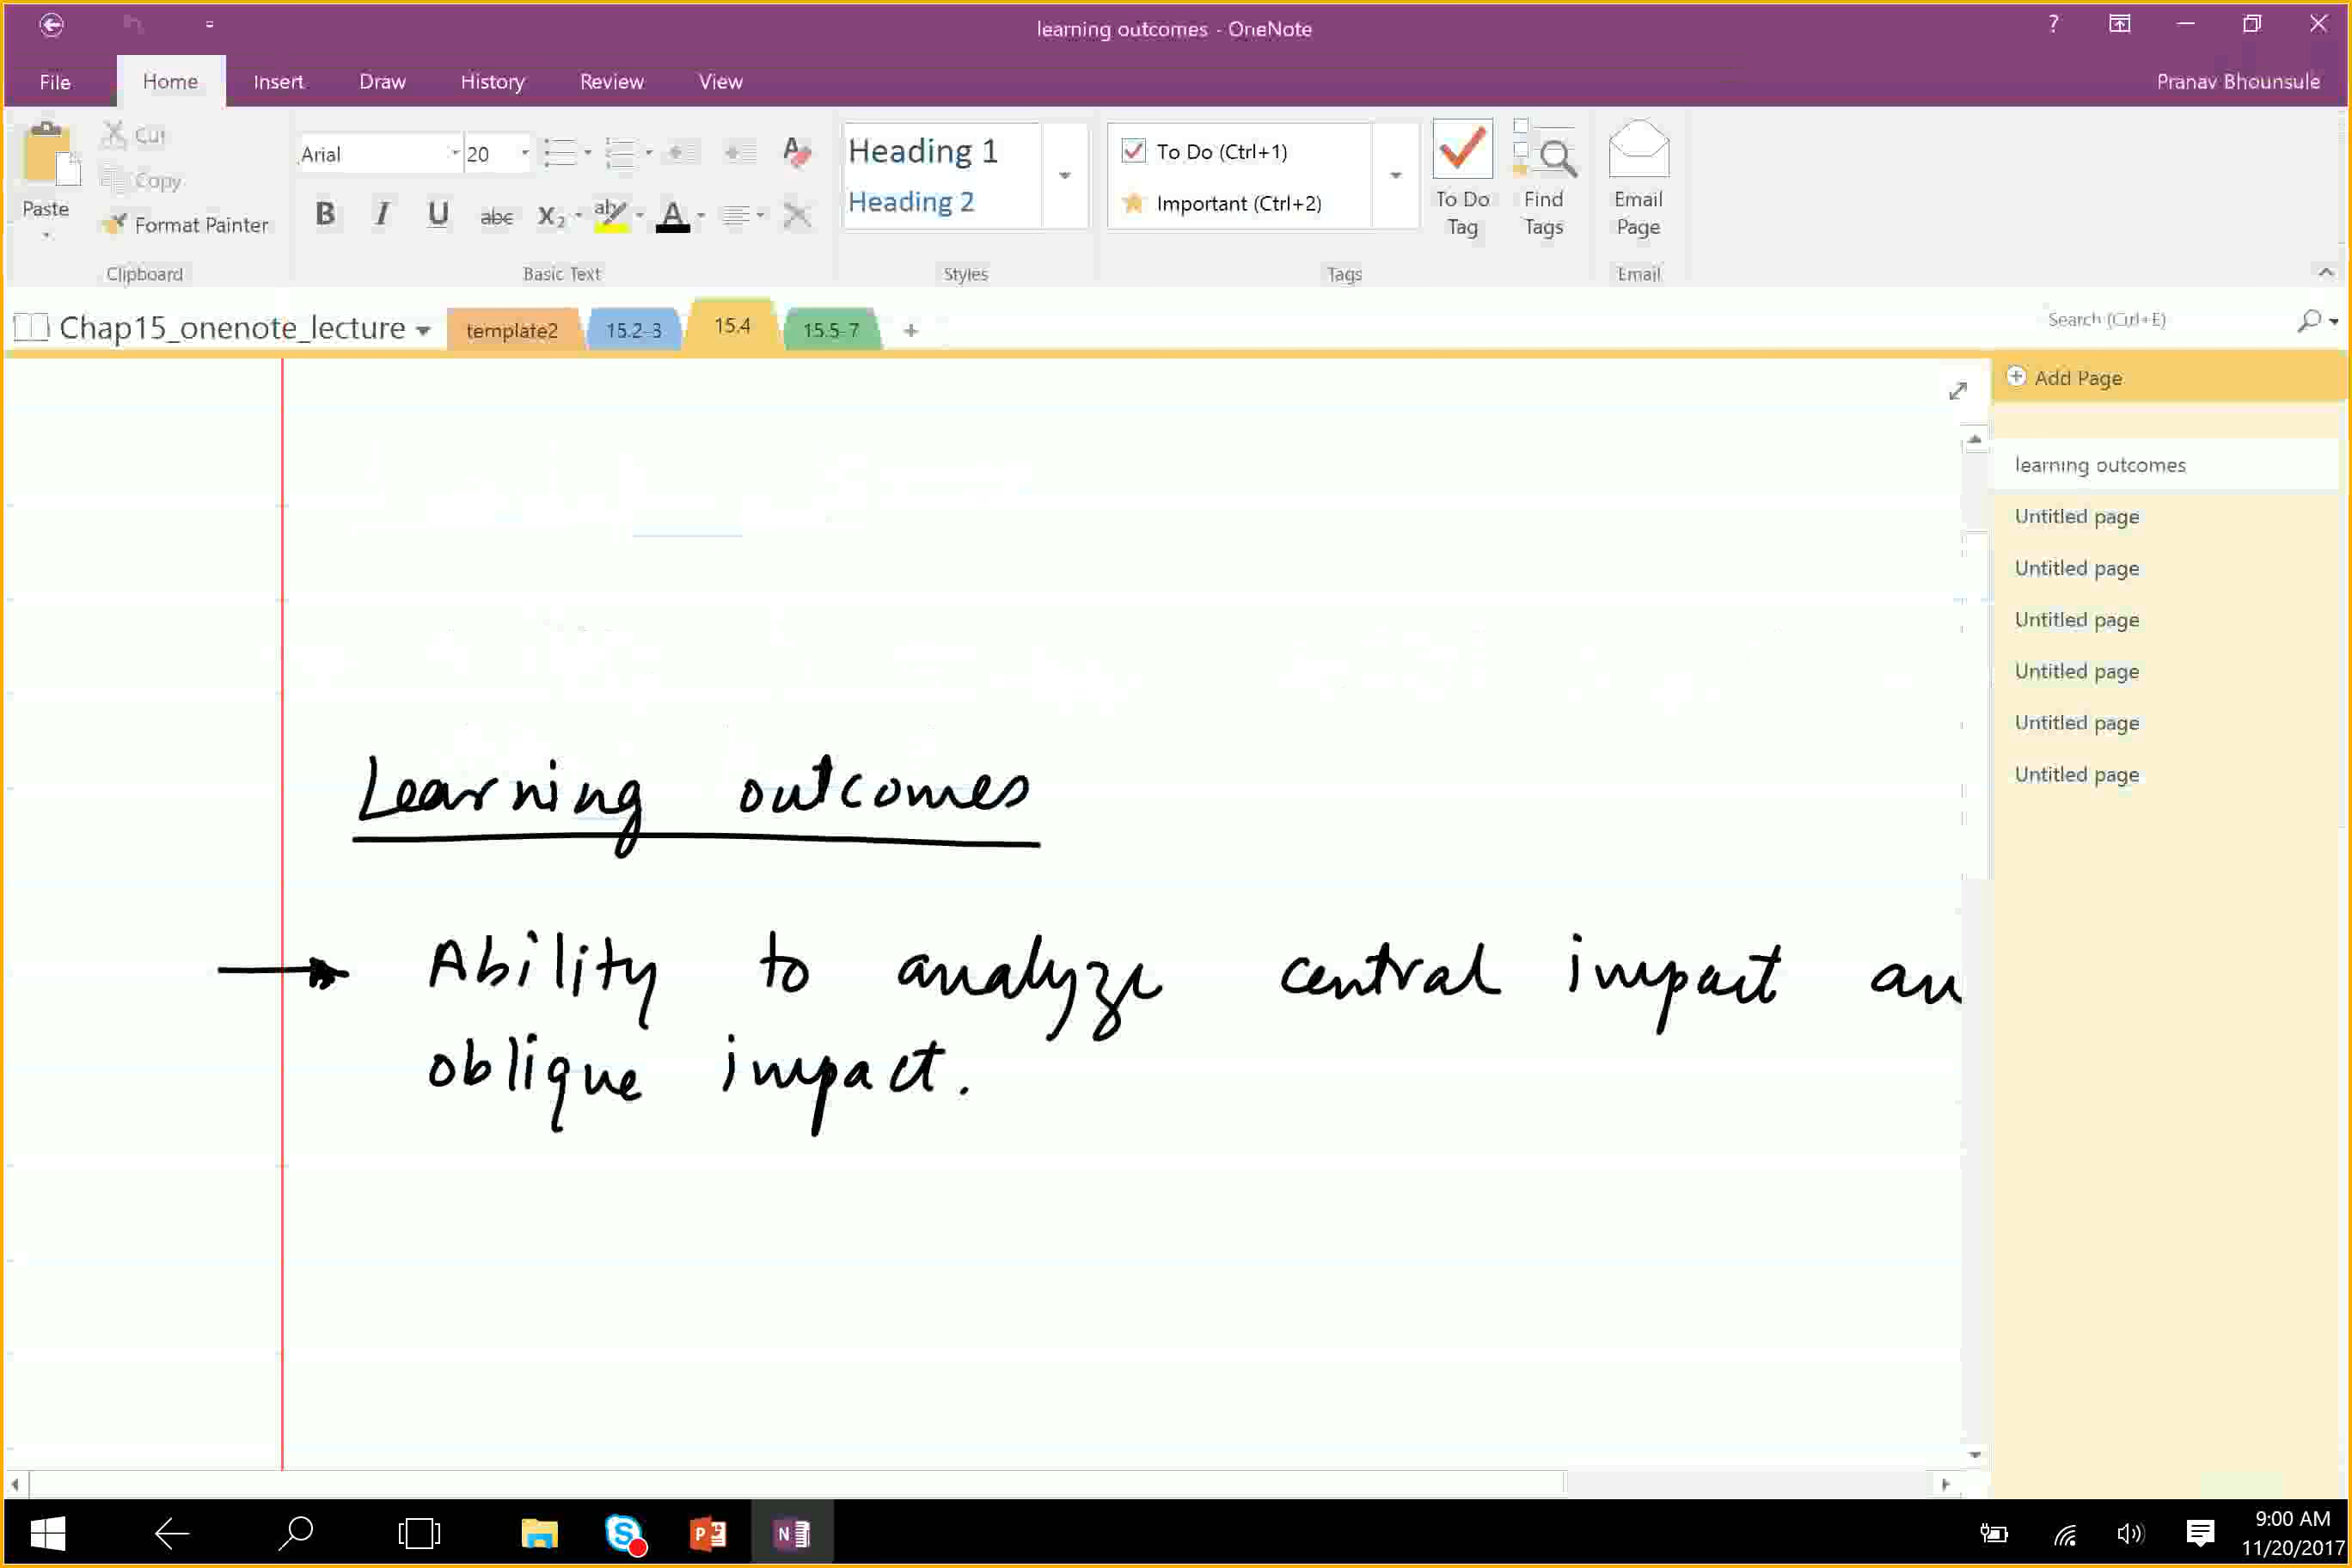 learning outcomes - OneNote
?
File Home Insert Draw History Review View
Pranav Bhounsule
Paste
Cut
Copy
Format Painter
Clipboard
Arial 20
B I U abc X2 aby A
Basic Text
Heading 1
Heading 2
Styles
To Do (Ctrl+1)
Important (Ctrl+2)
Tags
To Do Tag
Find Tags
Email Page
Email
Chap15_onenote_lecture template2 15.2-3 15.4 15.5-7 +
Search (Ctrl+E)
Add Page
learning outcomes
Untitled page
Untitled page
Untitled page
Untitled page
Untitled page
Untitled page
Learning outcomes
→ Ability to analyze central impact an
oblique impact.
9:00 AM
11/20/2017